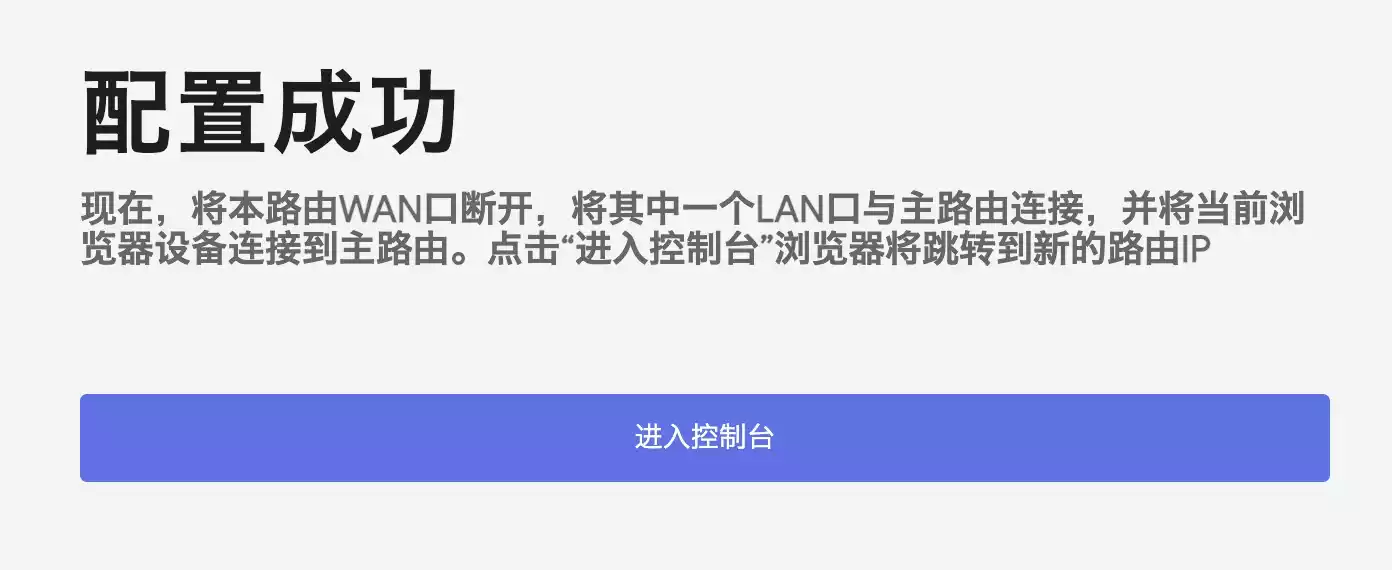 配置成功
现在，将本路由WAN口断开，将其中一个LAN口与主路由连接，并将当前浏
览器设备连接到主路由。点击“进入控制台”浏览器将跳转到新的路由IP
进入控制台